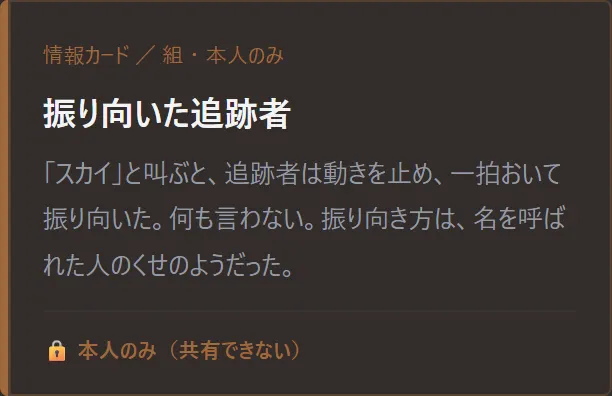 情報カード ／ 組・本人のみ
振り向いた追跡者
「スカイ」と叫ぶと、追跡者は動きを止め、一拍おいて
振り向いた。何も言わない。振り向き方は、名を呼ば
れた人のくせのようだった。
🔒 本人のみ（共有できない）